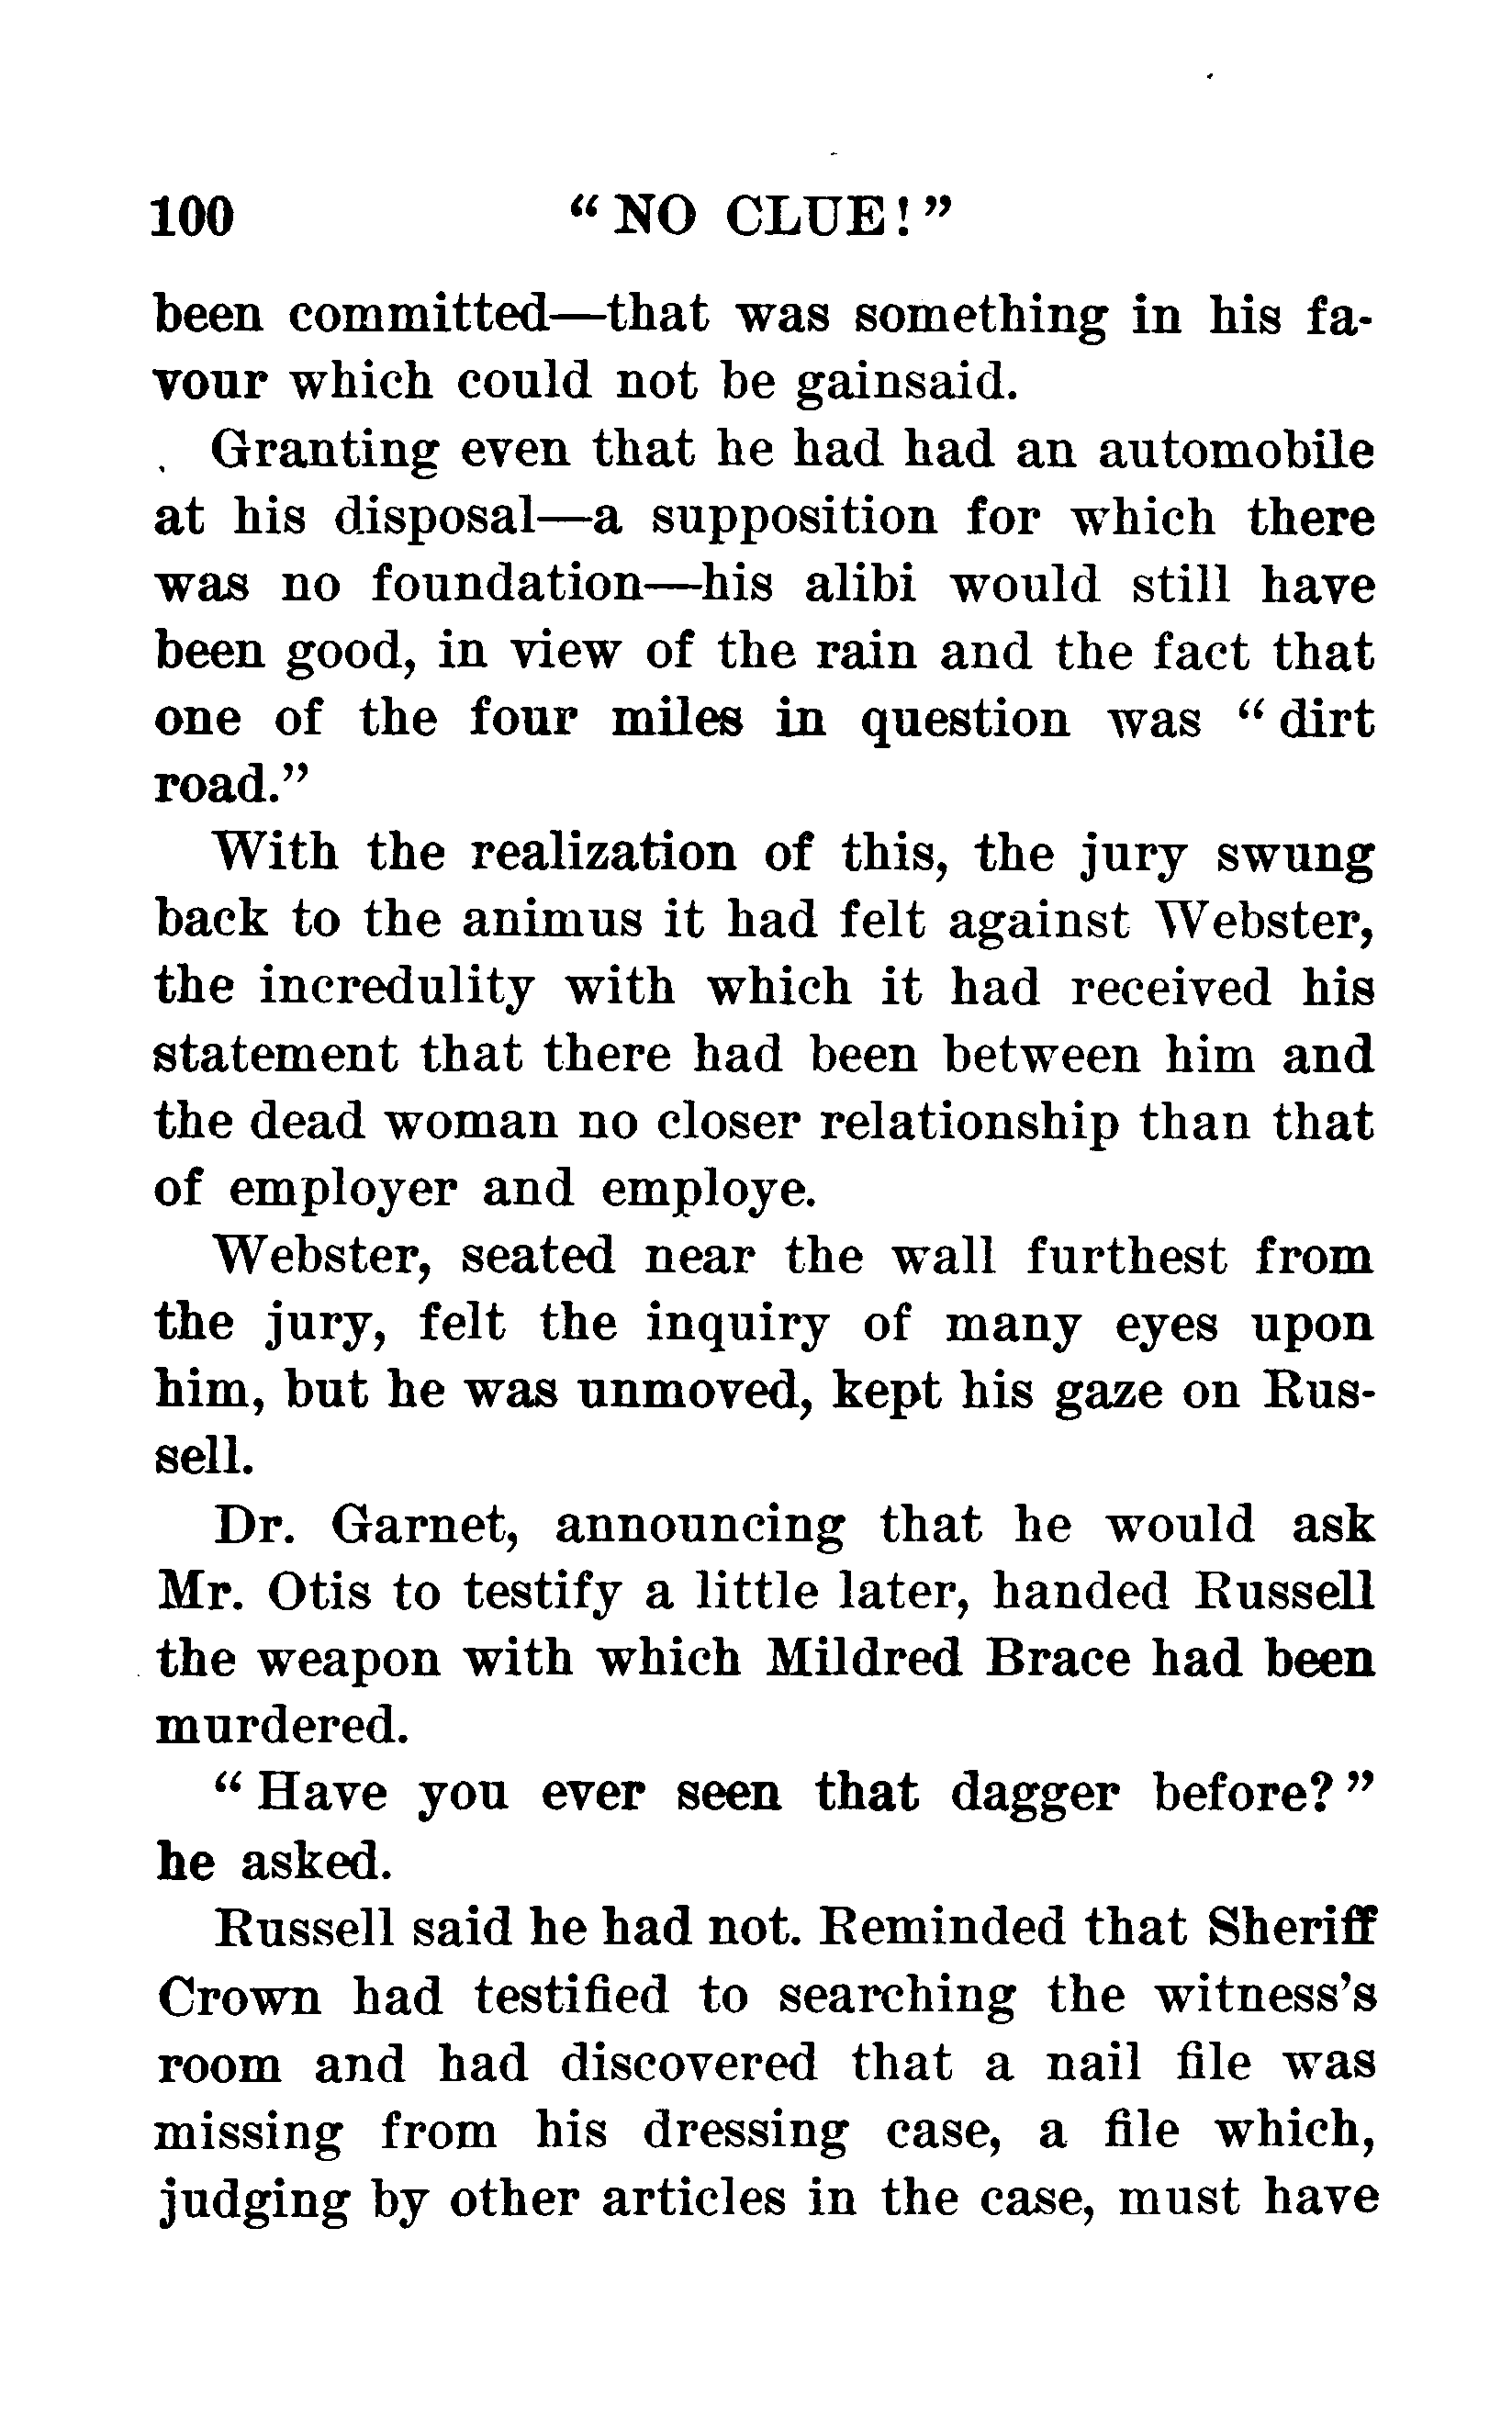 100 “NO CLUE!”
been committed—that was something in his fa-
vour which could not be gainsaid.
Granting even that he had had an automobile
at his disposal—a supposition for which there
was no foundation—his alibi would still have
been good, in view of the rain and the fact that
one of the four miles in question was “dirt
road.”
With the realization of this, the jury swung
back to the animus it had felt against Webster,
the incredulity with which it had received his
statement that there had been between him and
the dead woman no closer relationship than that
of employer and employe.
Webster, seated near the wall furthest from
the jury, felt the inquiry of many eyes upon
him, but he was unmoved, kept his gaze on Rus-
sell.
Dr. Garnet, announcing that he would ask
Mr. Otis to testify a little later, handed Russell
the weapon with which Mildred Brace had been
murdered.
“Have you ever seen that dagger before?”
he asked.
Russell said he had not. Reminded that Sheriff
Crown had testified to searching the witness’s
room and had discovered that a nail file was
missing from his dressing case, a file which,
judging by other articles in the case, must have